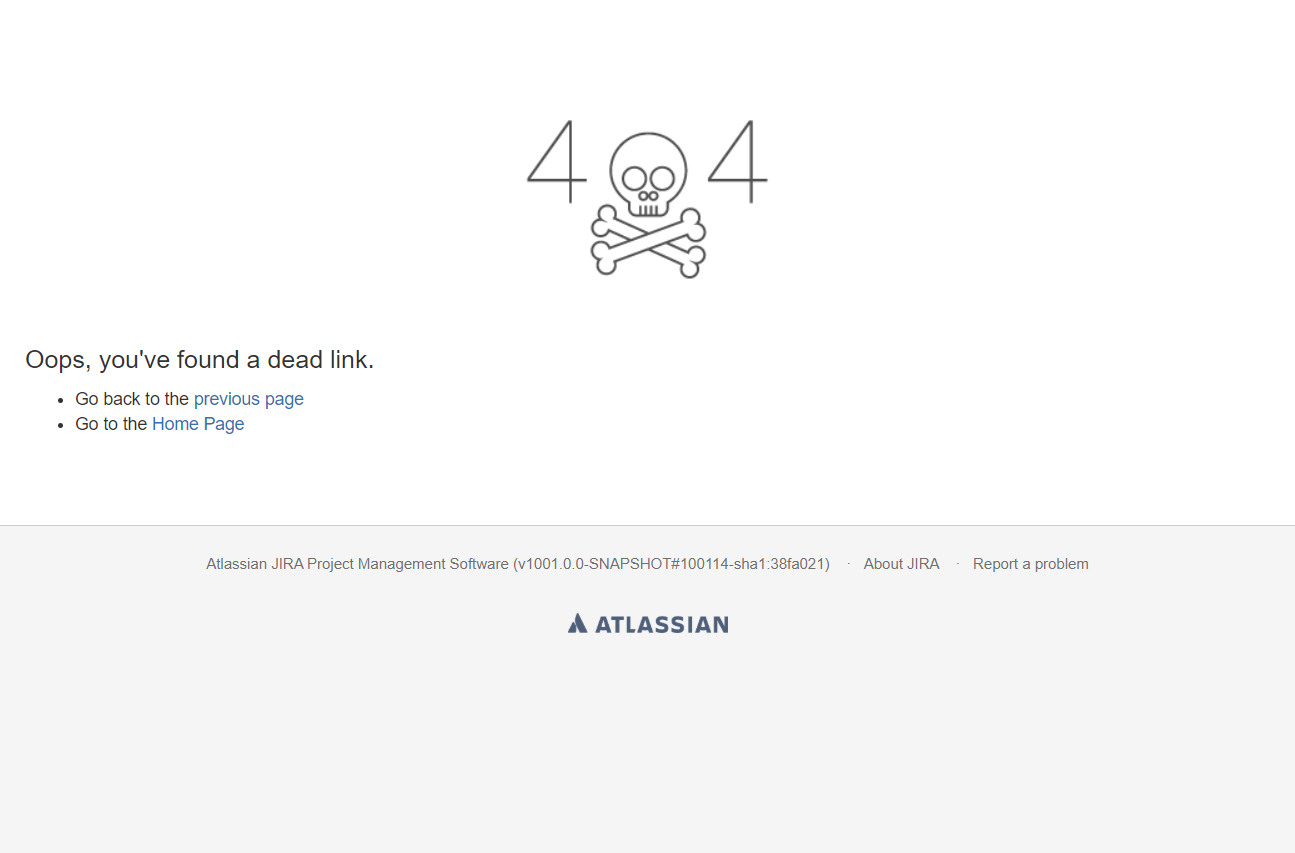 4 4
Oops, you've found a dead link.
• Go back to the previous page
• Go to the Home Page
Atlassian JIRA Project Management Software (v1001.0.0-SNAPSHOT#100114-sha1:38fa021) · About JIRA · Report a problem
ATLASSIAN